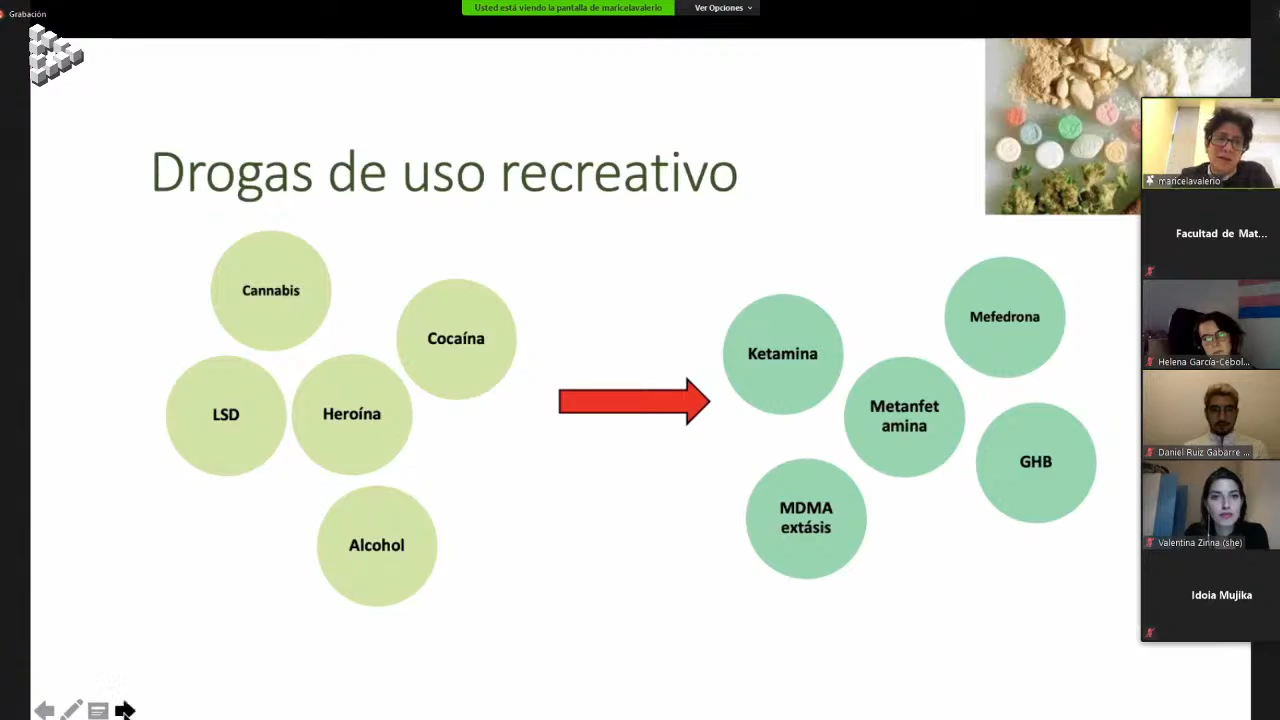 Grabación
Usted está viendo la pantalla de maricelavalerio
Ver Opciones
Drogas de uso recreativo
Cannabis
Cocaína
LSD
Heroína
Alcohol
Ketamina
Mefedrona
Metanfet
amina
GHB
MDMA
extásis
maricelavalerio
Facultad de Mat...
Helena García-Cebol...
Daniel Ruiz Gabarre ...
Valentina Zinna (she)
Idoia Mujika